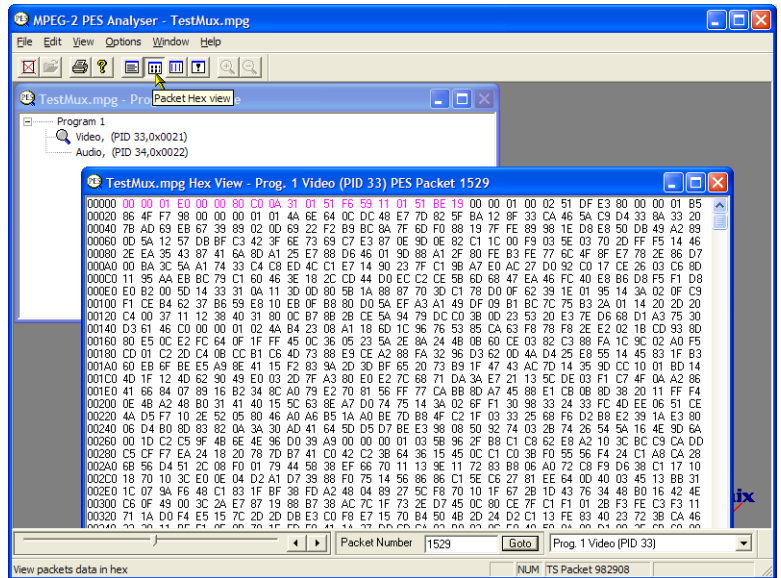 MPEG-2 PES Analyser - TestMux.mpg
File Edit View Options Window Help
TestMux.mpg - Pro
Packet Hex view
Program 1
Video, (PID 33,0x0021)
Audio, (PID 34,0x0022)
TestMux.mpg Hex View - Prog. 1 Video (PID 33) PES Packet 1529
00000 00 00 01 E0 00 00 80 C0 0A 31 01 51 F6 59 11 01 51 BE 19 00 00 01 00 02 51 DF E3 80 00 00 01 B5
00020 86 4F F7 98 00 00 00 01 01 4A 6E 64 0C DC 48 E7 7D 82 5F BA 12 8F 33 CA 46 5A C9 D4 33 8A 33 20
00040 7B AD 69 EB 67 39 89 02 0D 69 22 F2 B9 BC 8A 7F 6D F0 88 19 7F FE 89 98 1E D8 E8 50 DB 49 A2 89
00060 0D 5A 12 57 DB BF C3 42 3F 6E 73 69 C7 E3 87 0E 9D 0E 82 C1 1C 00 F9 03 5E 03 70 2D FF F5 14 46
00080 2E EA 35 43 87 41 6A 8D A1 25 E7 88 D6 46 01 9D 88 A1 2F 80 FE B3 FE 77 6C 4F 8F E7 78 2E 86 D7
000A0 00 BA 3C 5A A1 74 33 C4 C8 ED 4C C1 E7 14 90 23 7F C1 9B A7 E0 AC 27 D0 92 C0 17 CE 26 03 C6 8D
000C0 11 95 AA EB BC 79 C1 60 46 3E 18 2C CD 44 D0 EC C2 CE 5B 6D 68 47 EA 46 FC 40 E8 B6 D8 F5 F1 D8
000E0 E0 B2 00 5D 14 33 31 0A 11 3D 0D 80 5B 1A 88 87 70 3D C1 78 D0 0F 62 39 1E 01 95 14 3A 02 0F C9
00100 F1 CE B4 62 37 B6 59 E8 10 EB 0F B8 80 D0 5A EF A3 A1 49 DF 09 B1 BC 7C 75 B3 2A 01 14 20 2D 20
00120 C4 00 37 11 12 38 40 31 80 0C B7 8B 2B CE 5A 94 79 DC C0 3B 0D 23 53 20 E3 7E D6 68 D1 A3 75 30
00140 D3 61 46 C0 00 00 01 02 4A B4 23 08 A1 18 6D 1C 96 76 53 85 CA 63 F8 78 F8 2E E2 02 1B CD 93 8D
00160 80 E5 0C E2 FC 64 0F 1F FF 45 0C 36 05 23 5A 2E 8A 24 4B 0B 60 CE 03 82 C3 88 FA 1C 9C 02 A0 F5
00180 CD 01 C2 2D C4 0B CC B1 C6 4D 73 88 E9 CE A2 88 FA 32 96 D3 62 0D 4A D4 25 E8 55 14 45 83 1F B3
001A0 60 EB 6F BE E5 A9 8E 41 15 F2 83 9A 2D 3D BF 65 20 73 B9 1F 47 43 AC 7D 14 35 9D CC 10 01 BD 14
001C0 4D 1F 12 4D 62 90 49 E0 03 2D 7F A3 80 E0 E2 7C 68 71 DA 3A E7 21 13 5C DE 03 F1 C7 4F 0A A2 86
001E0 41 66 84 07 89 16 B2 34 8C A0 79 E2 70 81 56 FF 77 CA BB 8D A7 45 88 E1 CB 0B 8D 38 20 11 FF F4
00200 0E 4B A2 48 B0 31 41 40 15 5C 63 8E A7 D0 74 75 14 3A 02 6F F1 30 98 33 24 33 FC 4D EE 06 51 CE
00220 4A D5 F7 10 2E 52 05 80 46 A0 A6 B5 1A A0 BE 7D B8 4F C2 1F 03 33 25 68 F6 D2 B8 E2 39 1A E3 80
00240 06 D4 B0 8D 83 82 0A 3A 30 AD 41 64 5D D5 D7 BE E3 98 08 50 92 74 03 2B 74 26 54 5A 16 4E 9D 6A
00260 00 1D C2 C5 9F 4B 6E 4E 96 D0 39 A9 00 00 00 01 03 5B 96 2F B8 C1 C8 62 E8 A2 10 3C BC C9 CA DD
00280 C5 CF F7 EA 24 18 20 78 7D B7 41 C0 42 C2 3B 64 36 15 45 0C C1 C0 3B F0 55 56 F4 24 C1 A8 CA 28
002A0 6B 56 D4 51 2C 08 F0 01 79 44 58 38 EF 66 70 11 13 9E 11 72 83 B8 06 A0 72 C8 F9 D6 38 C1 17 10
002C0 18 70 10 3C E0 0E 04 D2 A1 D7 39 88 F0 75 14 56 86 86 C1 5E C6 27 81 EE 64 0D 40 03 45 13 BB 31
002E0 1C 07 9A F6 48 C1 83 1F BF 38 FD A2 48 04 89 27 5C F8 70 10 1F 67 2B 1D 43 76 34 48 B0 16 42 4E
00300 C6 0F 49 00 3C 2A E7 87 19 88 B7 38 AC 7C 1F 73 2E D7 45 0C 80 CE 7F C1 F1 01 2B F3 FE C3 F3 11
00320 71 1A D0 F4 E5 15 7C 2D 2D DB E3 C0 F8 E7 15 70 B4 50 4B 2D 24 D2 C1 13 FE 83 40 23 72 3B CA 46
Packet Number 1529 Goto Prog. 1 Video (PID 33)
View packets data in hex NUM TS Packet 982908